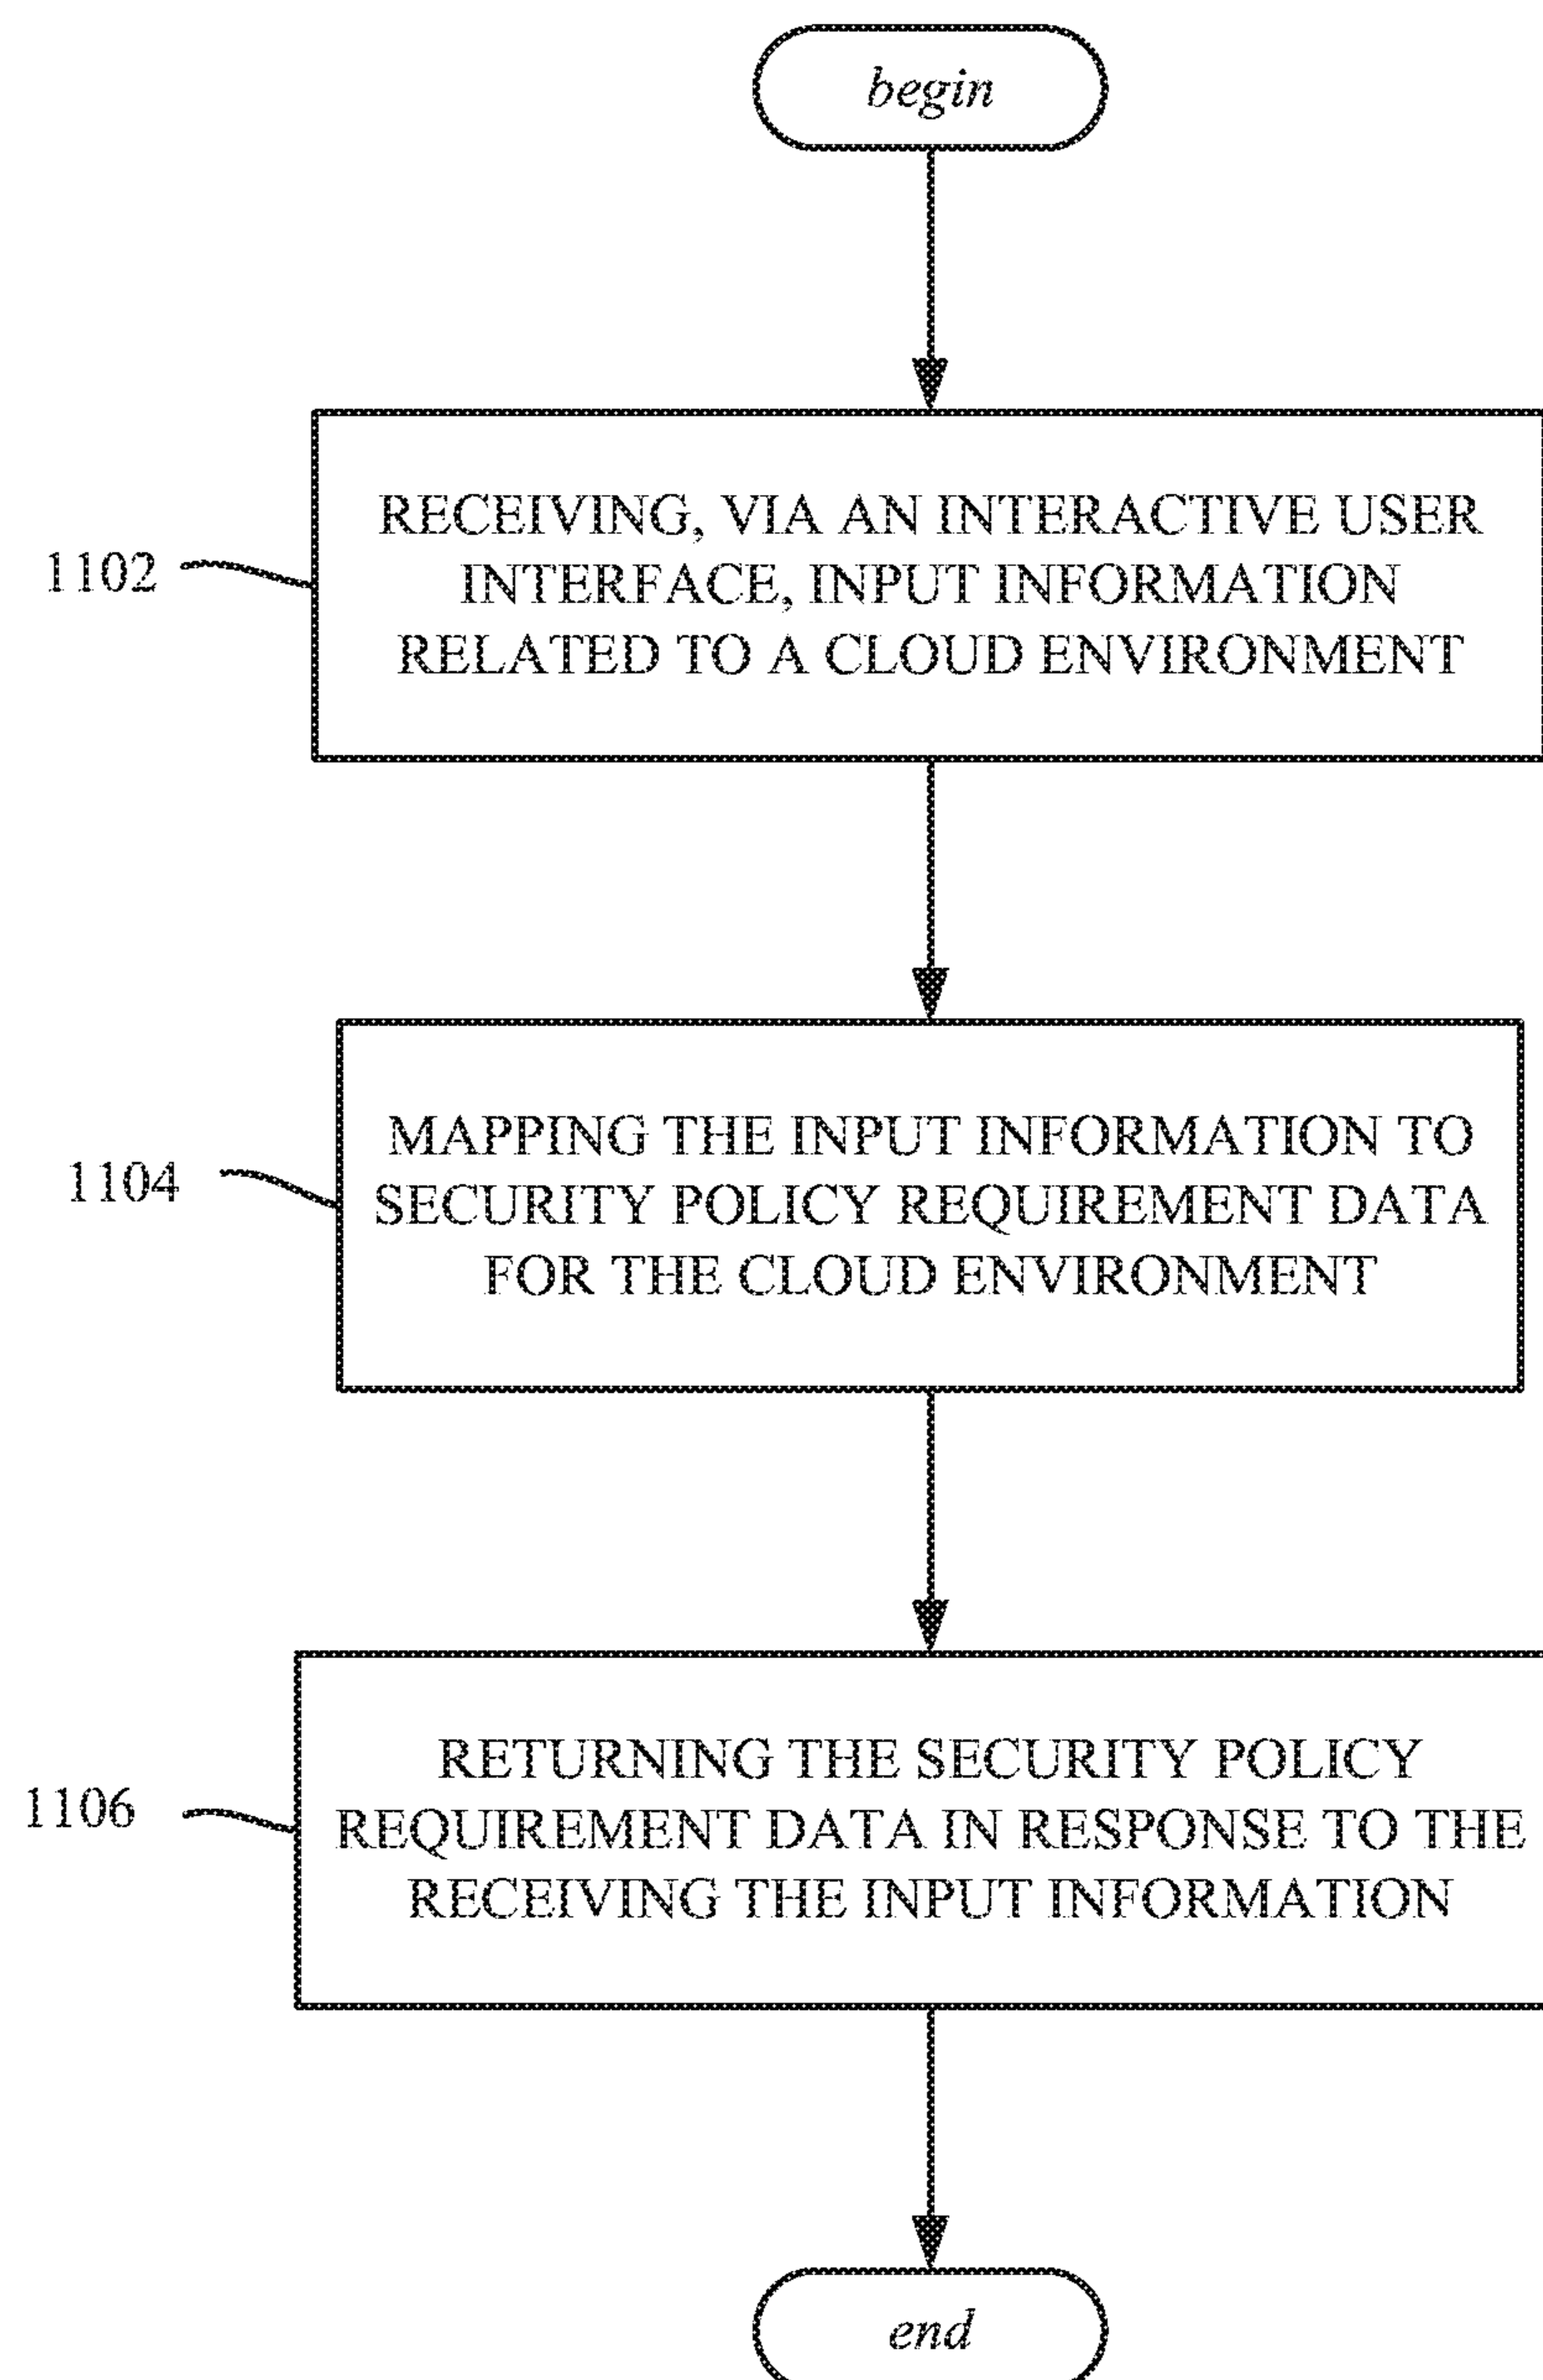 begin
1102
RECEIVING, VIA AN INTERACTIVE USER
INTERFACE, INPUT INFORMATION
RELATED TO A CLOUD ENVIRONMENT
1104
MAPPING THE INPUT INFORMATION TO
SECURITY POLICY REQUIREMENT DATA
FOR THE CLOUD ENVIRONMENT
1106
RETURNING THE SECURITY POLICY
REQUIREMENT DATA IN RESPONSE TO THE
RECEIVING THE INPUT INFORMATION
end